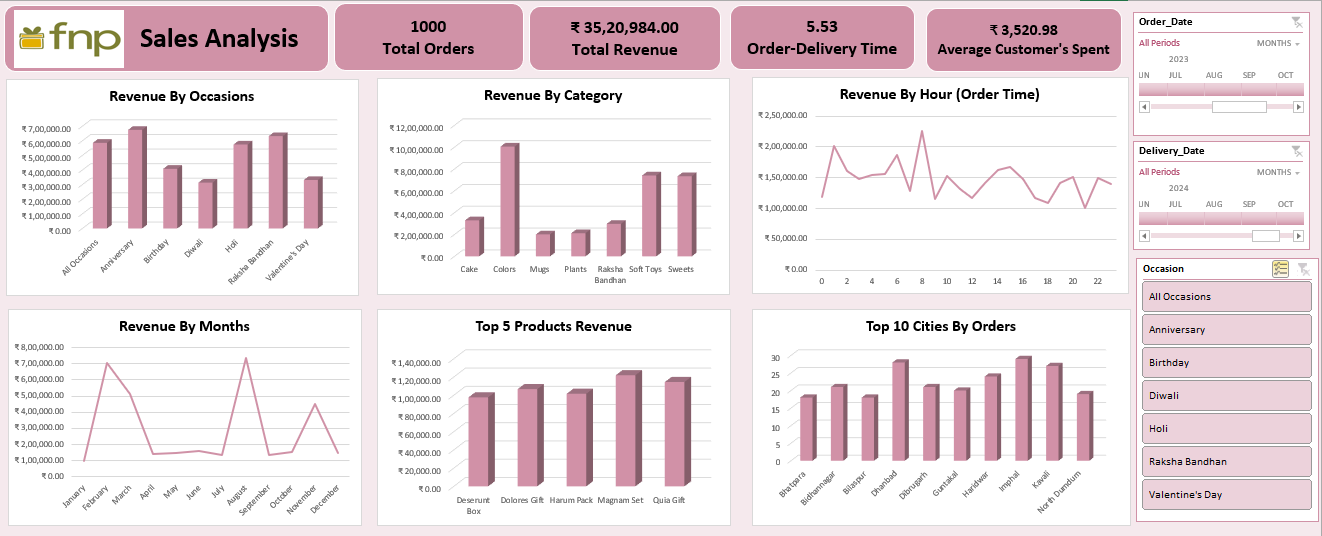 fnp
Sales Analysis
1000
Total Orders
₹ 35,20,984.00
Total Revenue
5.53
Order-Delivery Time
₹ 3,520.98
Average Customer's Spent
Revenue By Occasions
₹ 7,00,000.00
₹ 6,00,000.00
₹ 5,00,000.00
₹ 4,00,000.00
₹ 3,00,000.00
₹ 2,00,000.00
₹ 1,00,000.00
₹ 0.00
All Occasions
Anniversary
Birthday
Diwali
Holi
Raksha Bandhan
Valentine's Day
Revenue By Category
₹ 12,00,000.00
₹ 10,00,000.00
₹ 8,00,000.00
₹ 6,00,000.00
₹ 4,00,000.00
₹ 2,00,000.00
₹ 0.00
Cake Colors Mugs Plants Raksha Soft Toys Sweets
Bandhan
Revenue By Hour (Order Time)
₹ 2,50,000.00
₹ 2,00,000.00
₹ 1,50,000.00
₹ 1,00,000.00
₹ 50,000.00
₹ 0.00
0 2 4 6 8 10 12 14 16 18 20 22
Revenue By Months
₹ 8,00,000.00
₹ 7,00,000.00
₹ 6,00,000.00
₹ 5,00,000.00
₹ 4,00,000.00
₹ 3,00,000.00
₹ 2,00,000.00
₹ 1,00,000.00
₹ 0.00
January
February
March
April
May
June
July
August
September
October
November
December
Top 5 Products Revenue
₹ 1,40,000.00
₹ 1,20,000.00
₹ 1,00,000.00
₹ 80,000.00
₹ 60,000.00
₹ 40,000.00
₹ 20,000.00
₹ 0.00
Deserunt Dolores Gift Harum Pack Magnam Set Quia Gift
Box
Top 10 Cities By Orders
30
25
20
15
10
5
0
Bhatpara
Bidhannagar
Bilaspur
Dhanbad
Dibrugarh
Guntakal
Haridwar
Imphal
Kavali
North Dumdum
Order_Date
All Periods MONTHS
2023
UN JUL AUG SEP OCT
Delivery_Date
All Periods MONTHS
2024
UN JUL AUG SEP OCT
Occasion
All Occasions
Anniversary
Birthday
Diwali
Holi
Raksha Bandhan
Valentine's Day